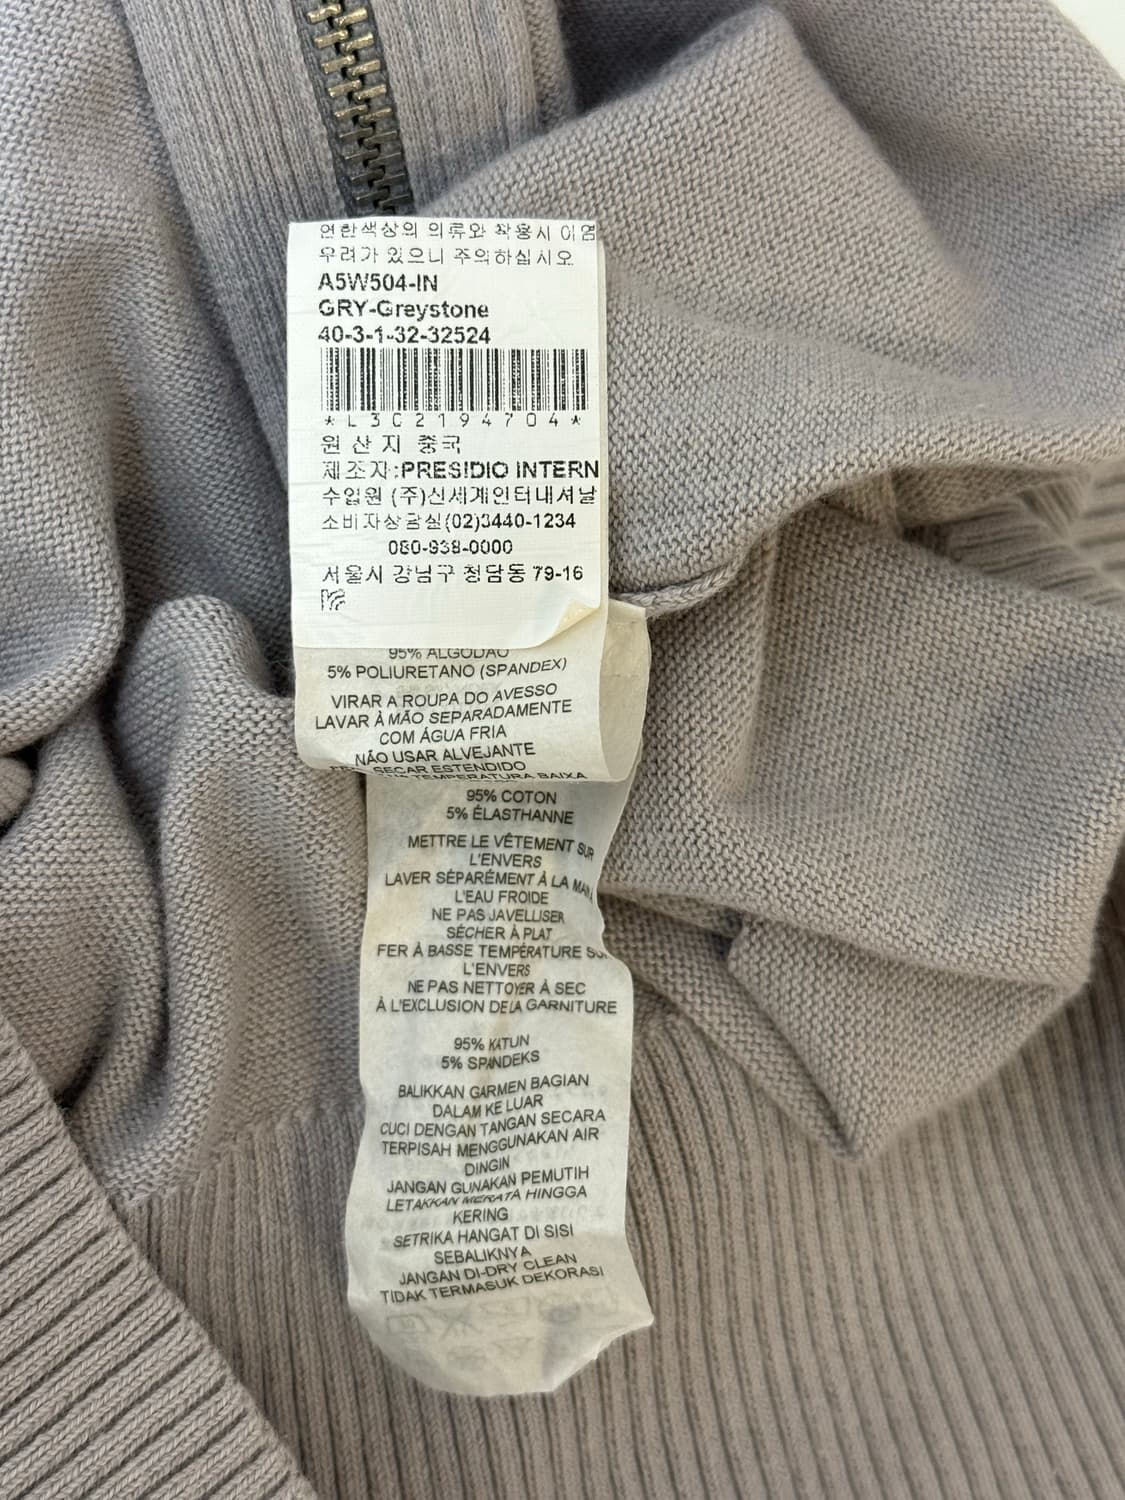 연한색상의 의류와 착용시 이염
우려가 있으니 주의하십시오
A5W504-IN
GRY-Greystone
40-3-1-32-32524
*L302194704*
원산지 중국
제조자:PRESIDIO INTERN
수입원 (주)신세계인터내셔날
소비자상담실(02)3440-1234
080-938-0000
서울시 강남구 청담동 79-16
95% ALGODÃO
5% POLIURETANO (SPANDEX)
VIRAR A ROUPA DO AVESSO
LAVAR À MÃO SEPARADAMENTE
COM ÁGUA FRIA
NÃO USAR ALVEJANTE
SECAR ESTENDIDO
TEMPERATURA BAIXA
95% COTON
5% ÉLASTHANNE
METTRE LE VÊTEMENT SUR
L'ENVERS
LAVER SÉPARÉMENT À LA MAIN À
L'EAU FROIDE
NE PAS JAVELLISER
SÉCHER À PLAT
FER À BASSE TEMPÉRATURE SUR
L'ENVERS
NE PAS NETTOYER À SEC
À L'EXCLUSION DE LA GARNITURE
95% KATUN
5% SPANDEKS
BALIKKAN GARMEN BAGIAN
DALAM KE LUAR
CUCI DENGAN TANGAN SECARA
TERPISAH MENGGUNAKAN AIR
DINGIN
JANGAN GUNAKAN PEMUTIH
LETAKKAN MERATA HINGGA
KERING
SETRIKA HANGAT DI SISI
SEBALIKNYA
JANGAN DI-DRY CLEAN
TIDAK TERMASUK DEKORASI